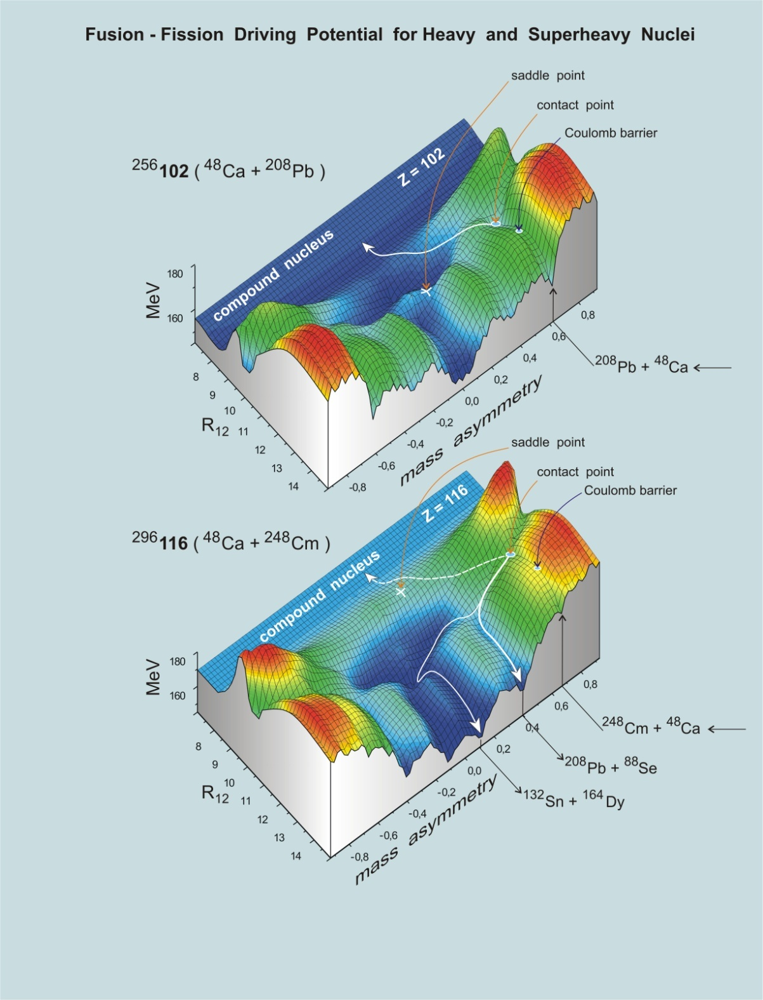 Fusion - Fission Driving Potential for Heavy and Superheavy Nuclei
saddle point
contact point
Coulomb barrier
²⁵⁶102 ( ⁴⁸Ca + ²⁰⁸Pb )
Z = 102
compound nucleus
MeV
180
160
8
9
10
11
12
13
14
R₁₂
-0,8
-0,6
-0,4
-0,2
0,0
0,2
0,4
0,6
0,8
mass asymmetry
²⁰⁸Pb + ⁴⁸Ca
saddle point
contact point
Coulomb barrier
²⁹⁶116 ( ⁴⁸Ca + ²⁴⁸Cm )
Z = 116
compound nucleus
MeV
180
160
8
9
10
11
12
13
14
R₁₂
-0,8
-0,6
-0,4
-0,2
0,0
0,2
0,4
0,6
0,8
mass asymmetry
²⁴⁸Cm + ⁴⁸Ca
²⁰⁸Pb + ⁸⁸Se
¹³²Sn + ¹⁶⁴Dy